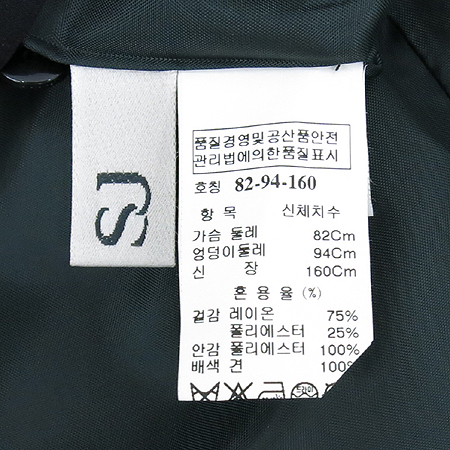 SJ
품질경영및공산품안전
관리법에의한품질표시
호칭 82-94-160
항 목 신체치수
가슴 둘레 82Cm
엉덩이둘레 94Cm
신 장 160Cm
혼 용 율 (%)
겉감 레이온 75%
폴리에스터 25%
안감 폴리에스터 100%
배색 견 100%
드라이